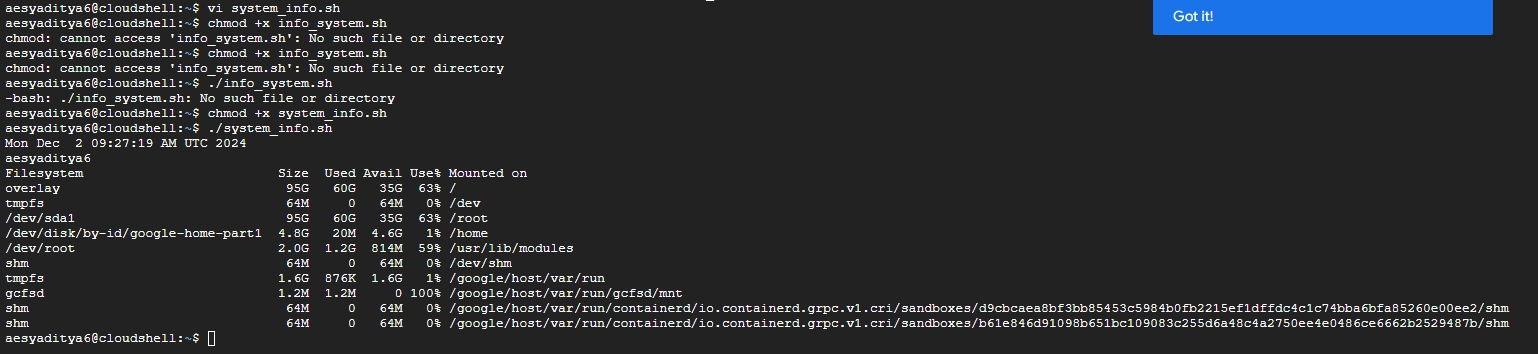 aesyaditya6@cloudshell:~$ vi system_info.sh
aesyaditya6@cloudshell:~$ chmod +x info_system.sh
chmod: cannot access 'info_system.sh': No such file or directory
aesyaditya6@cloudshell:~$ chmod +x info_system.sh
chmod: cannot access 'info_system.sh': No such file or directory
aesyaditya6@cloudshell:~$ ./info_system.sh
-bash: ./info_system.sh: No such file or directory
aesyaditya6@cloudshell:~$ chmod +x system_info.sh
aesyaditya6@cloudshell:~$ ./system_info.sh
Mon Dec  2 09:27:19 AM UTC 2024
aesyaditya6
Filesystem                         Size  Used Avail Use% Mounted on
overlay                             95G   60G   35G  63% /
tmpfs                               64M     0   64M   0% /dev
/dev/sda1                           95G   60G   35G  63% /root
/dev/disk/by-id/google-home-part1  4.8G   20M  4.6G   1% /home
/dev/root                          2.0G  1.2G  814M  59% /usr/lib/modules
shm                                 64M     0   64M   0% /dev/shm
tmpfs                              1.6G  876K  1.6G   1% /google/host/var/run
gcfsd                              1.2M  1.2M     0 100% /google/host/var/run/gcfsd/mnt
shm                                 64M     0   64M   0% /google/host/var/run/containerd/io.containerd.grpc.v1.cri/sandboxes/d9cbcaea8bf3bb85453c5984b0fb2215ef1dffdc4c1c74bba6bfa85260e00ee2/shm
shm                                 64M     0   64M   0% /google/host/var/run/containerd/io.containerd.grpc.v1.cri/sandboxes/b61e846d91098b651bc109083c255d6a48c4a2750ee4e0486ce6662b2529487b/shm
aesyaditya6@cloudshell:~$
Got it!